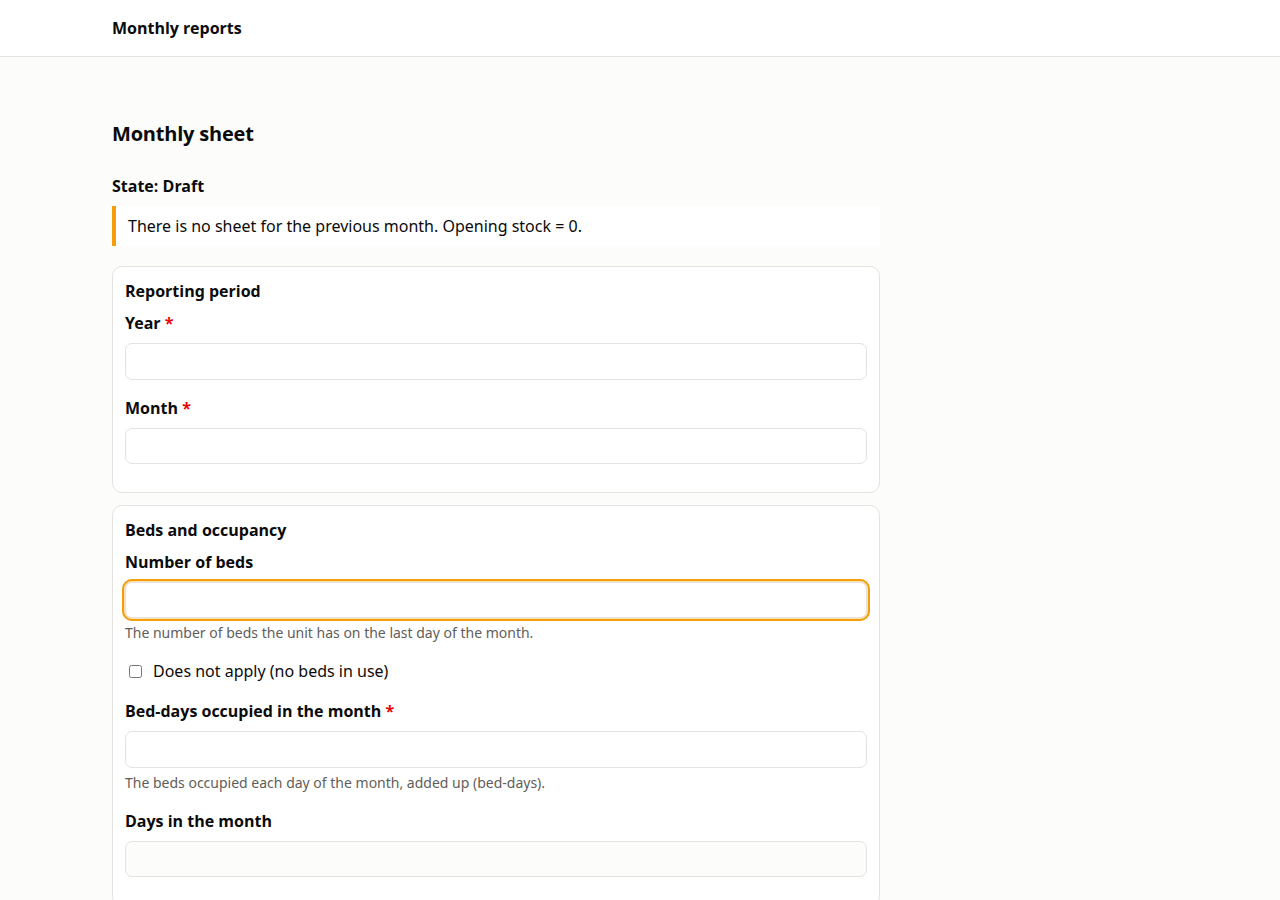 Monthly reports
Monthly sheet
State: Draft
There is no sheet for the previous month. Opening stock = 0.
Reporting period
Year *
Month *
Beds and occupancy
Number of beds
The number of beds the unit has on the last day of the month.
Does not apply (no beds in use)
Bed-days occupied in the month *
The beds occupied each day of the month, added up (bed-days).
Days in the month